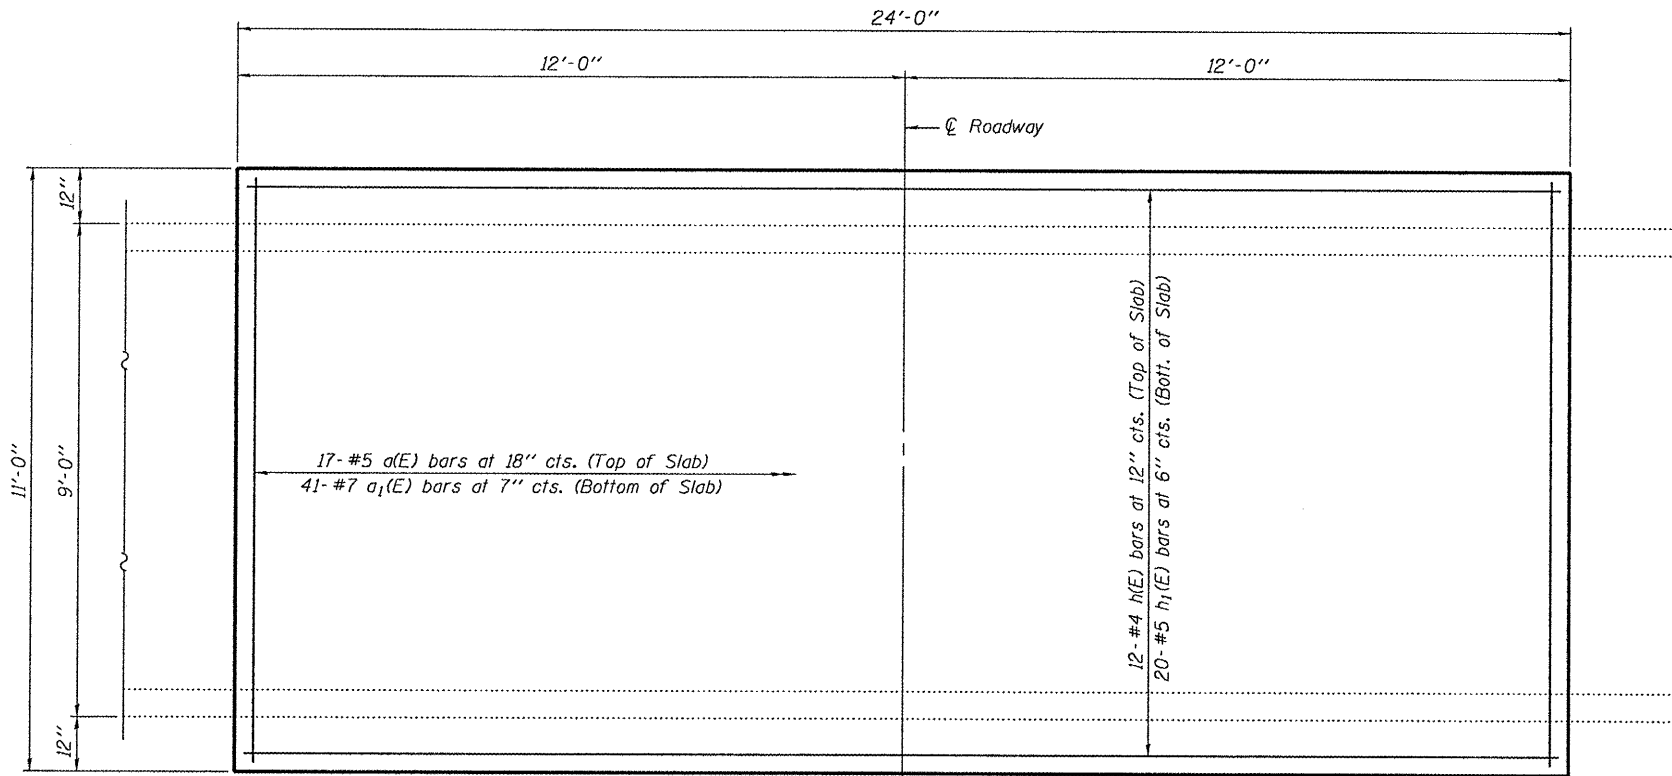 24'-0"
12'-0"
12'-0"
℄ Roadway
12"
11'-0"
9'-0"
12"
17- #5 a(E) bars at 18" cts. (Top of Slab)
41- #7 a₁(E) bars at 7" cts. (Bottom of Slab)
12- #4 h(E) bars at 12" cts. (Top of Slab)
20- #5 h₁(E) bars at 6" cts. (Bott. of Slab)